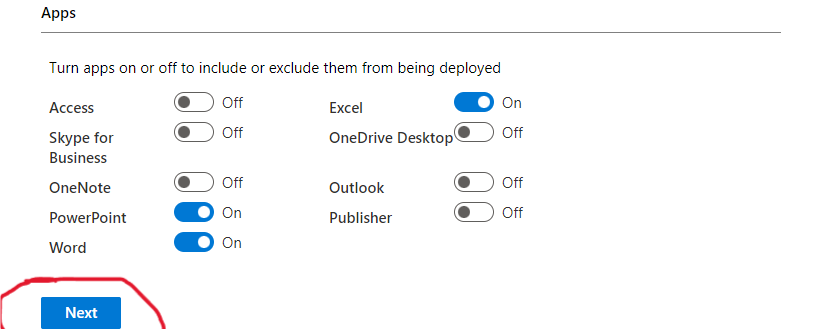 Apps
Turn apps on or off to include or exclude them from being deployed
Access Off Excel On
Skype for Business Off OneDrive Desktop Off
OneNote Off Outlook Off
PowerPoint On Publisher Off
Word On
Next